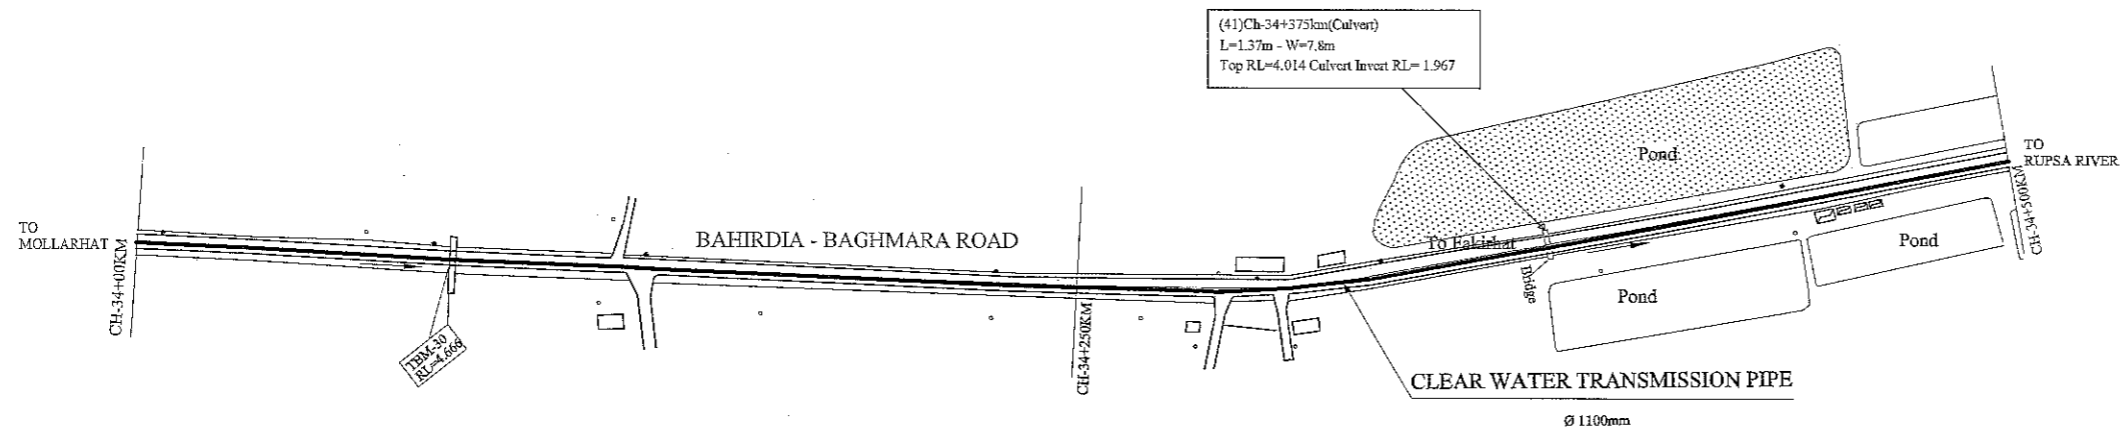 (41)Ch-34+375km(Culvert)
L=1.37m - W=7.8m
Top RL=4.014 Culvert Invert RL= 1.967
Pond
TO
RUPSA RIVER
CH-34+500KM
TO
MOLLARHAT
CH-34+00KM
BAHIRDIA - BAGHMARA ROAD
To Fakirhat
Bridge
Pond
Pond
TBM-30
RL=4.666
CH-34+250KM
CLEAR WATER TRANSMISSION PIPE
Ø 1100mm